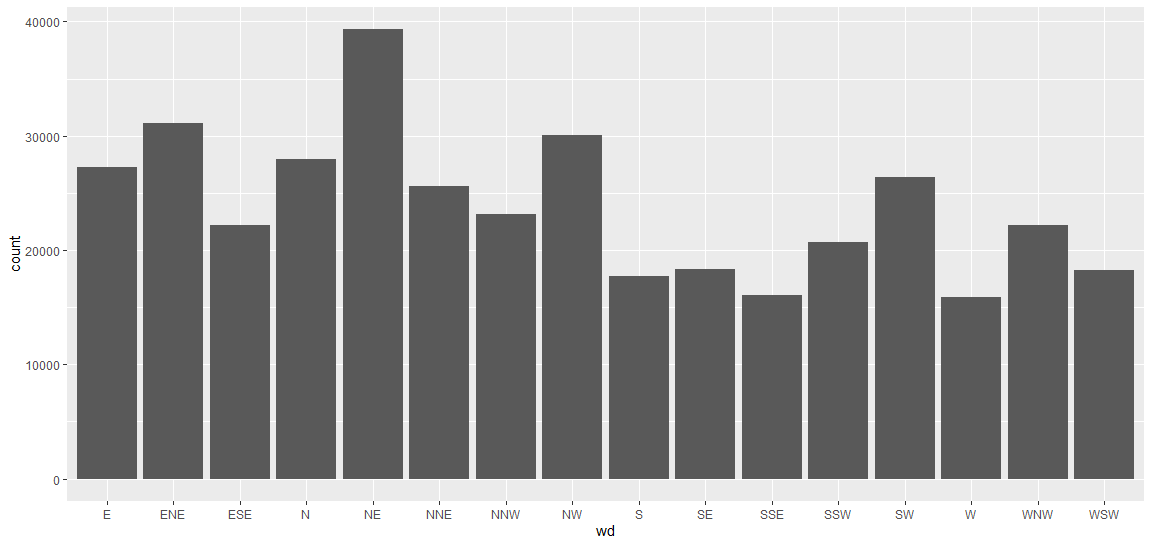 40000
30000
20000
10000
0
count
E ENE ESE N NE NNE NNW NW S SE SSE SSW SW W WNW WSW
wd